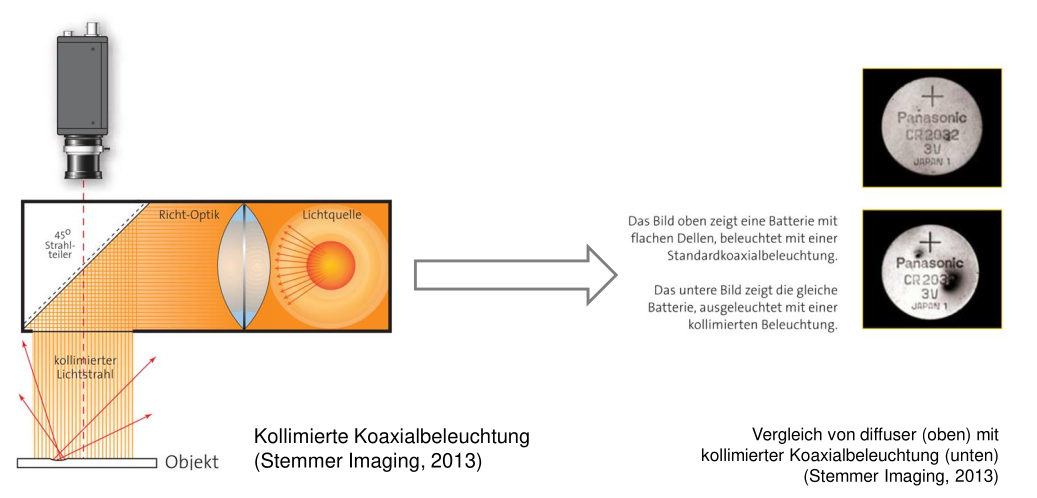 Richt-Optik
Lichtquelle
45°
Strahl-
teiler
kollimierter
Lichtstrahl
Objekt
Kollimierte Koaxialbeleuchtung
(Stemmer Imaging, 2013)
Das Bild oben zeigt eine Batterie mit
flachen Dellen, beleuchtet mit einer
Standardkoaxialbeleuchtung.
Das untere Bild zeigt die gleiche
Batterie, ausgeleuchtet mit einer
kollimierten Beleuchtung.
+
Panasonic
CR2032
3V
JAPAN 1
+
Panasonic
CR203
3V
JAPAN 1
Vergleich von diffuser (oben) mit
kollimierter Koaxialbeleuchtung (unten)
(Stemmer Imaging, 2013)